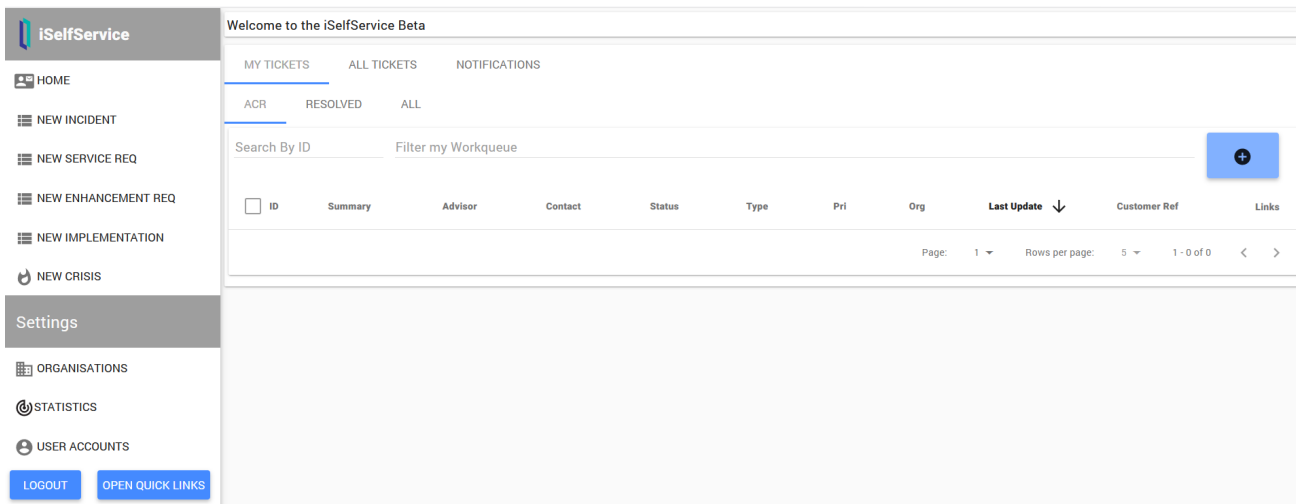 iSelfService
Welcome to the iSelfService Beta
HOME
NEW INCIDENT
NEW SERVICE REQ
NEW ENHANCEMENT REQ
NEW IMPLEMENTATION
NEW CRISIS
Settings
ORGANISATIONS
STATISTICS
USER ACCOUNTS
LOGOUT OPEN QUICK LINKS
MY TICKETS ALL TICKETS NOTIFICATIONS
ACR RESOLVED ALL
Search By ID Filter my Workqueue
ID Summary Advisor Contact Status Type Pri Org Last Update Customer Ref Links
Page: 1 Rows per page: 5 1 - 0 of 0